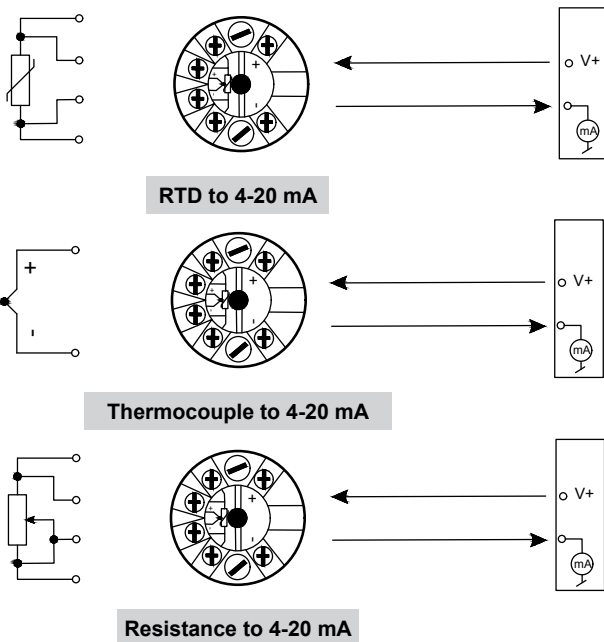 +
-
V+
mA
RTD to 4-20 mA
+
-
+
-
V+
mA
Thermocouple to 4-20 mA
+
-
V+
mA
Resistance to 4-20 mA